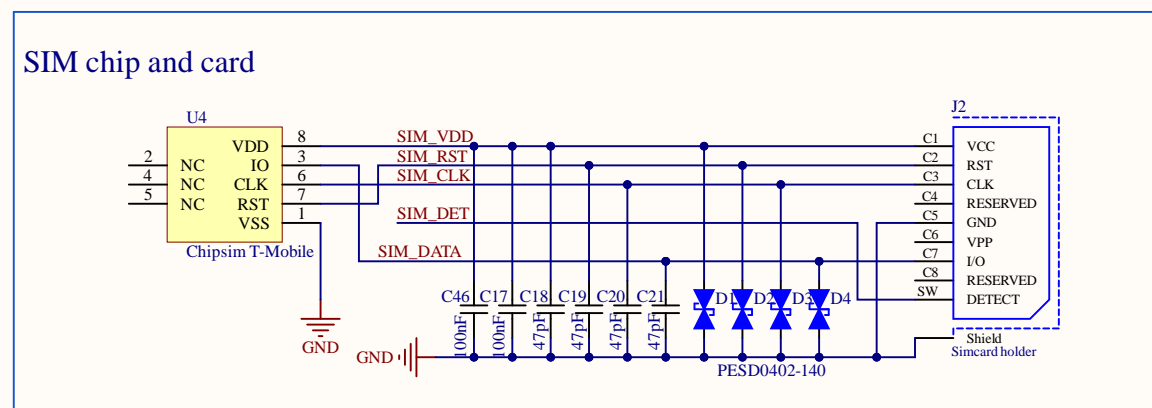 SIM chip and card
U4
VDD 8
2 NC IO 3
4 NC CLK 6
5 NC RST 7
VSS 1
Chipsim T-Mobile
GND
SIM_VDD
SIM_RST
SIM_CLK
SIM_DET
SIM_DATA
GND
C46 100nF
C17 100nF
C18 47pF
C19 47pF
C20 47pF
C21 47pF
D1
D2
D3
D4
PESD0402-140
J2
C1 VCC
C2 RST
C3 CLK
C4 RESERVED
C5 GND
C6 VPP
C7 I/O
C8 RESERVED
SW DETECT
Shield
Simcard holder